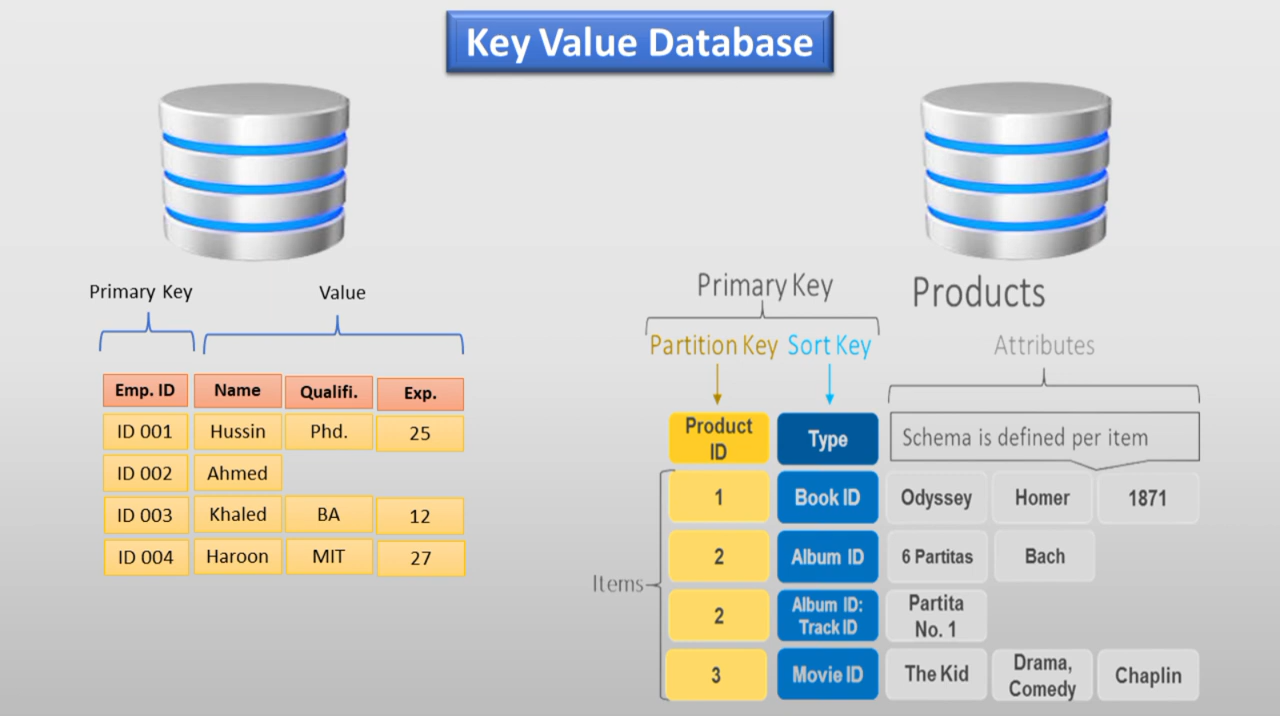 Key Value Database
Primary Key
Value
Emp. ID
Name
Qualifi.
Exp.
ID 001
Hussin
Phd.
25
ID 002
Ahmed
ID 003
Khaled
BA
12
ID 004
Haroon
MIT
27
Primary Key
Products
Partition Key
Sort Key
Attributes
Product
ID
Type
Schema is defined per item
Items
1
Book ID
Odyssey
Homer
1871
2
Album ID
6 Partitas
Bach
2
Album ID:
Track ID
Partita
No. 1
3
Movie ID
The Kid
Drama,
Comedy
Chaplin